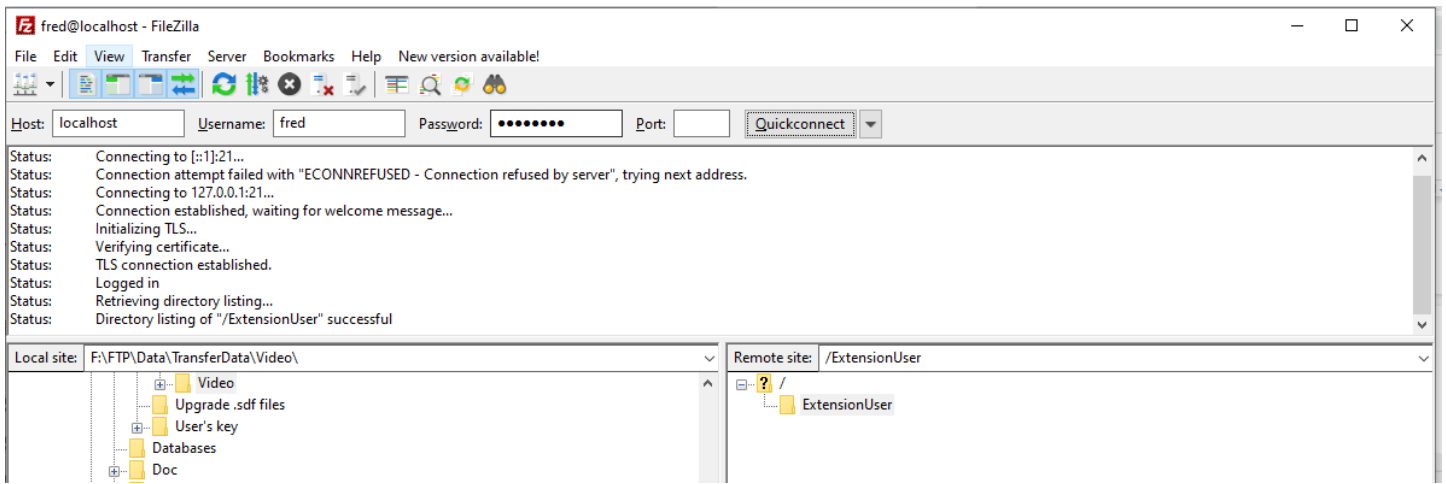 fred@localhost - FileZilla
File Edit View Transfer Server Bookmarks Help New version available!
Host: localhost Username: fred Password: ●●●●●●●● Port: Quickconnect
Status: Connecting to [::1]:21...
Status: Connection attempt failed with "ECONNREFUSED - Connection refused by server", trying next address.
Status: Connecting to 127.0.0.1:21...
Status: Connection established, waiting for welcome message...
Status: Initializing TLS...
Status: Verifying certificate...
Status: TLS connection established.
Status: Logged in
Status: Retrieving directory listing...
Status: Directory listing of "/ExtensionUser" successful
Local site: F:\FTP\Data\TransferData\Video\ Remote site: /ExtensionUser
Video ? /
Upgrade .sdf files ExtensionUser
User's key
Databases
Doc